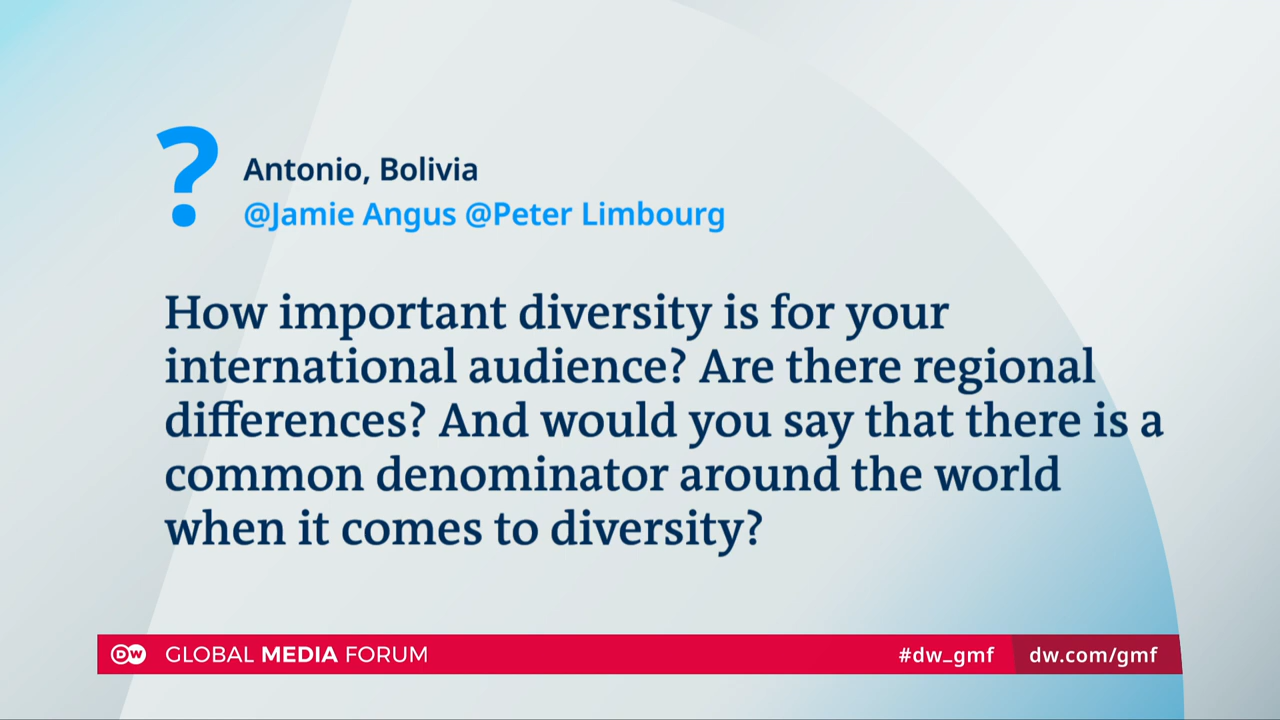 ?
Antonio, Bolivia
@Jamie Angus @Peter Limbourg
How important diversity is for your
international audience? Are there regional
differences? And would you say that there is a
common denominator around the world
when it comes to diversity?
DW GLOBAL MEDIA FORUM #dw_gmf dw.com/gmf